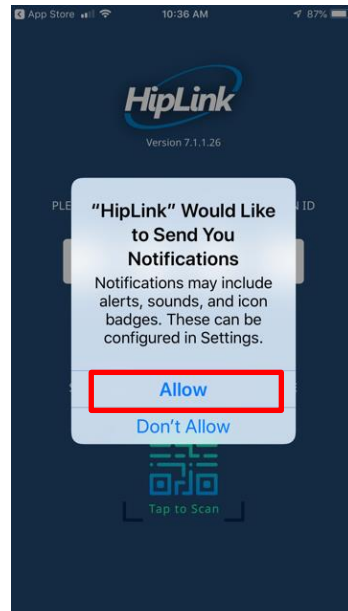 App Store 10:36 AM 87%
HipLink
Version 7.1.1.26
PLE N ID
"HipLink" Would Like
to Send You
Notifications
Notifications may include
alerts, sounds, and icon
badges. These can be
configured in Settings.
Allow
Don't Allow
Tap to Scan